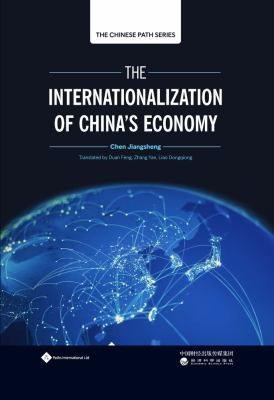 THE CHINESE PATH SERIES
THE
INTERNATIONALIZATION
OF CHINA'S ECONOMY
Chen Jiangsheng
Translated by Duan Feng, Zhang Yan, Liao Dongqiong
Paths International Ltd
中国财经出版传媒集团
经济科学出版社
Economic Science Press